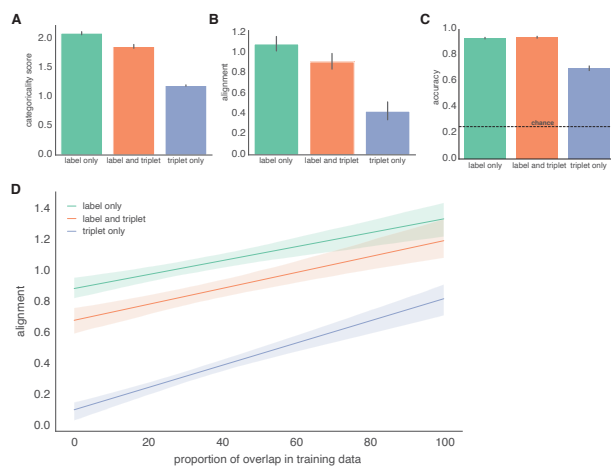 A
categoricality score
2.0
1.5
1.0
0.5
0.0
label only label and triplet triplet only
B
alignment
1.2
1.0
0.8
0.6
0.4
0.2
0.0
label only label and triplet triplet only
C
accuracy
1.0
0.8
0.6
0.4
0.2
0.0
chance
label only label and triplet triplet only
D
alignment
1.4
1.2
1.0
0.8
0.6
0.4
0.2
0.0
label only
label and triplet
triplet only
0 20 40 60 80 100
proportion of overlap in training data